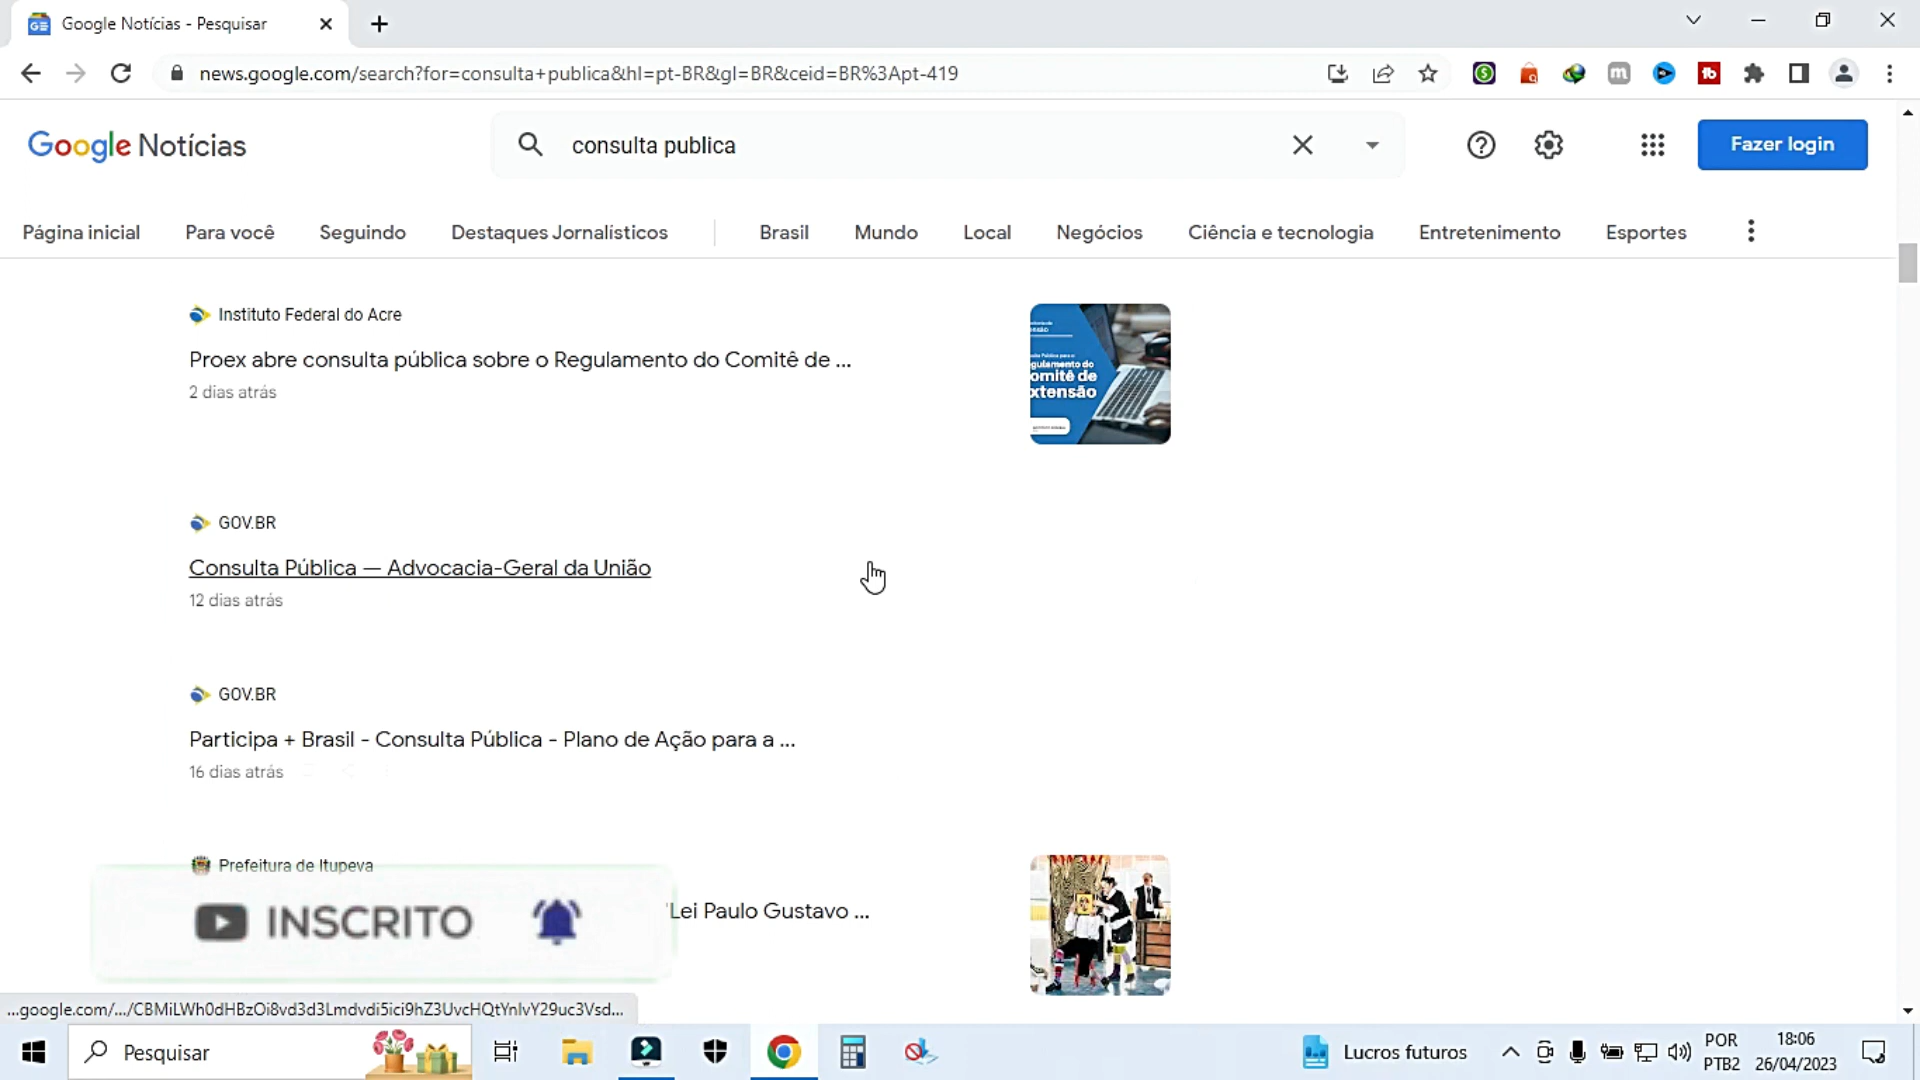 Google Notícias - Pesquisar
news.google.com/search?for=consulta+publica&hl=pt-BR&gl=BR&ceid=BR%3Apt-419
Google Notícias
consulta publica
Fazer login
Página inicial
Para você
Seguindo
Destaques Jornalísticos
Brasil
Mundo
Local
Negócios
Ciência e tecnologia
Entretenimento
Esportes
Instituto Federal do Acre
Proex abre consulta pública sobre o Regulamento do Comitê de ...
2 dias atrás
gulamento do
omitê de
xtensão
GOV.BR
Consulta Pública — Advocacia-Geral da União
12 dias atrás
GOV.BR
Participa + Brasil - Consulta Pública - Plano de Ação para a ...
16 dias atrás
Prefeitura de Itupeva
Lei Paulo Gustavo ...
INSCRITO
...google.com/.../CBMiLWh0dHBzOi8vd3d3Lmdvdi5ici9hZ3UvcHQtYnIvY29uc3Vsd...
Pesquisar
Lucros futuros
POR
PTB2
18:06
26/04/2023